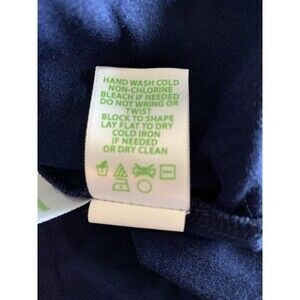 HAND WASH COLD
NON-CHLORINE
BLEACH IF NEEDED
DO NOT WRING OR
TWIST
BLOCK TO SHAPE
LAY FLAT TO DRY
COLD IRON
IF NEEDED
OR DRY CLEAN